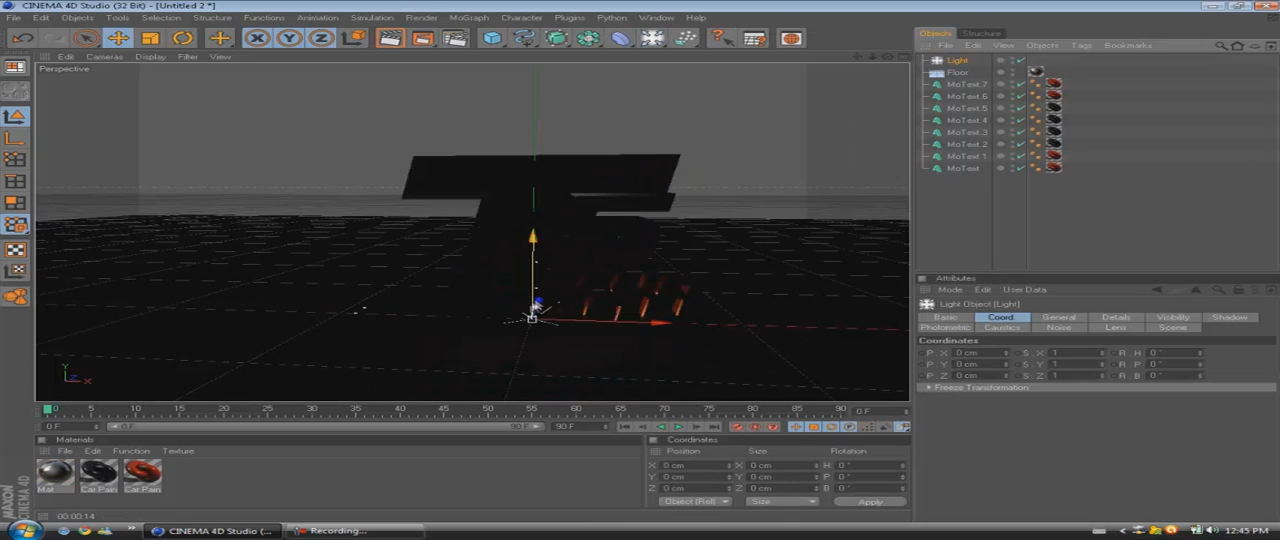 CINEMA 4D Studio (32 Bit) - [Untitled 2 *]
File Edit Objects Tools Selection Structure Functions Animation Simulation Render MoGraph Character Plugins Python Window Help
Objects Structure
File Edit View Objects Tags Bookmarks
Edit Cameras Display Filter View
Perspective
Light
Floor
MoText.7
MoText.6
MoText.5
MoText.4
MoText.3
MoText.2
MoText.1
MoText
Attributes
Mode Edit User Data
Light Object [Light]
Basic Coord. General Details Visibility Shadow
Photometric Caustics Noise Lens Scene
Coordinates
P . X 0 cm S . X 1 R . H 0 °
P . Y 0 cm S . Y 1 R . P 0 °
P . Z 0 cm S . Z 1 R . B 0 °
Freeze Transformation
Y
Z X
0 5 10 15 20 25 30 35 40 45 50 55 60 65 70 75 80 85 90 0 F
0 F 0 F 90 F 90 F
Materials
File Edit Function Texture
Mat Car Pain Car Pain
Coordinates Size Rotation
X 0 cm X 0 cm H 0 °
Y 0 cm Y 0 cm P 0 °
Z 0 cm Z 0 cm B 0 °
Object (Rel) Size Apply
MAXON
CINEMA 4D
00:00:14
CINEMA 4D Studio (... Recording... 12:45 PM